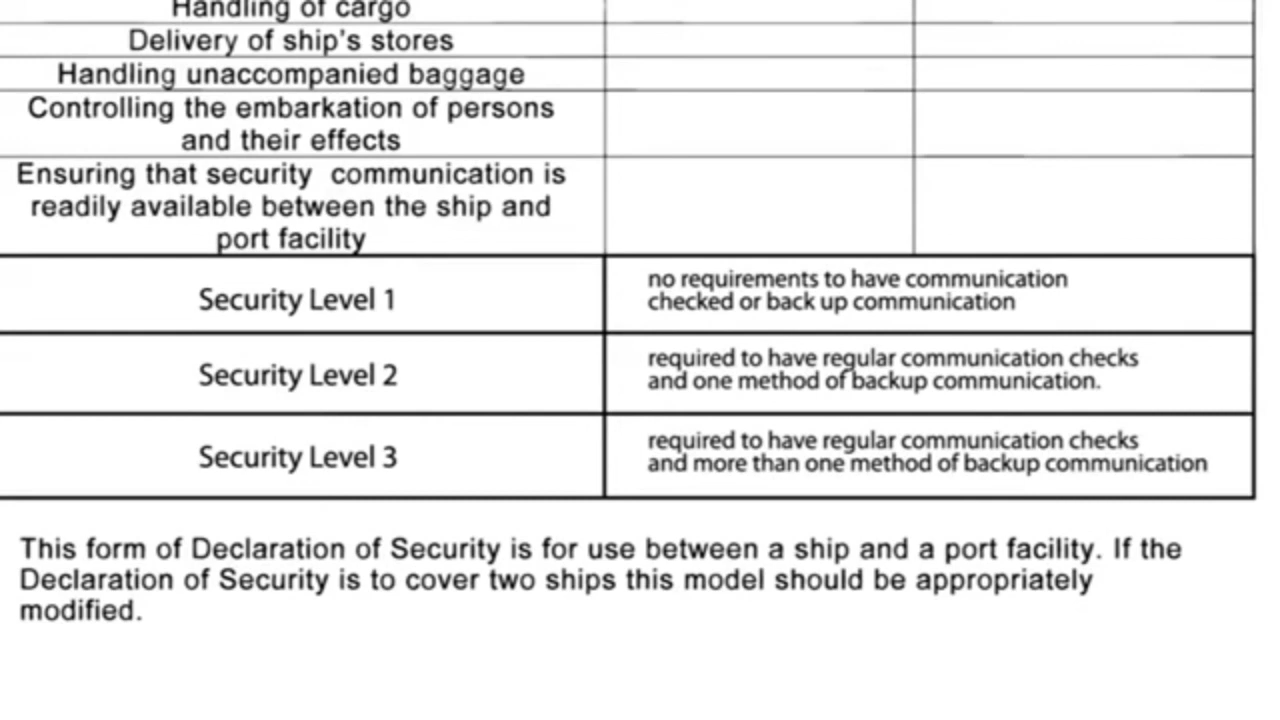 Handling of cargo
Delivery of ship's stores
Handling unaccompanied baggage
Controlling the embarkation of persons
and their effects
Ensuring that security communication is
readily available between the ship and
port facility
Security Level 1
no requirements to have communication
checked or back up communication
Security Level 2
required to have regular communication checks
and one method of backup communication.
Security Level 3
required to have regular communication checks
and more than one method of backup communication
This form of Declaration of Security is for use between a ship and a port facility. If the
Declaration of Security is to cover two ships this model should be appropriately
modified.